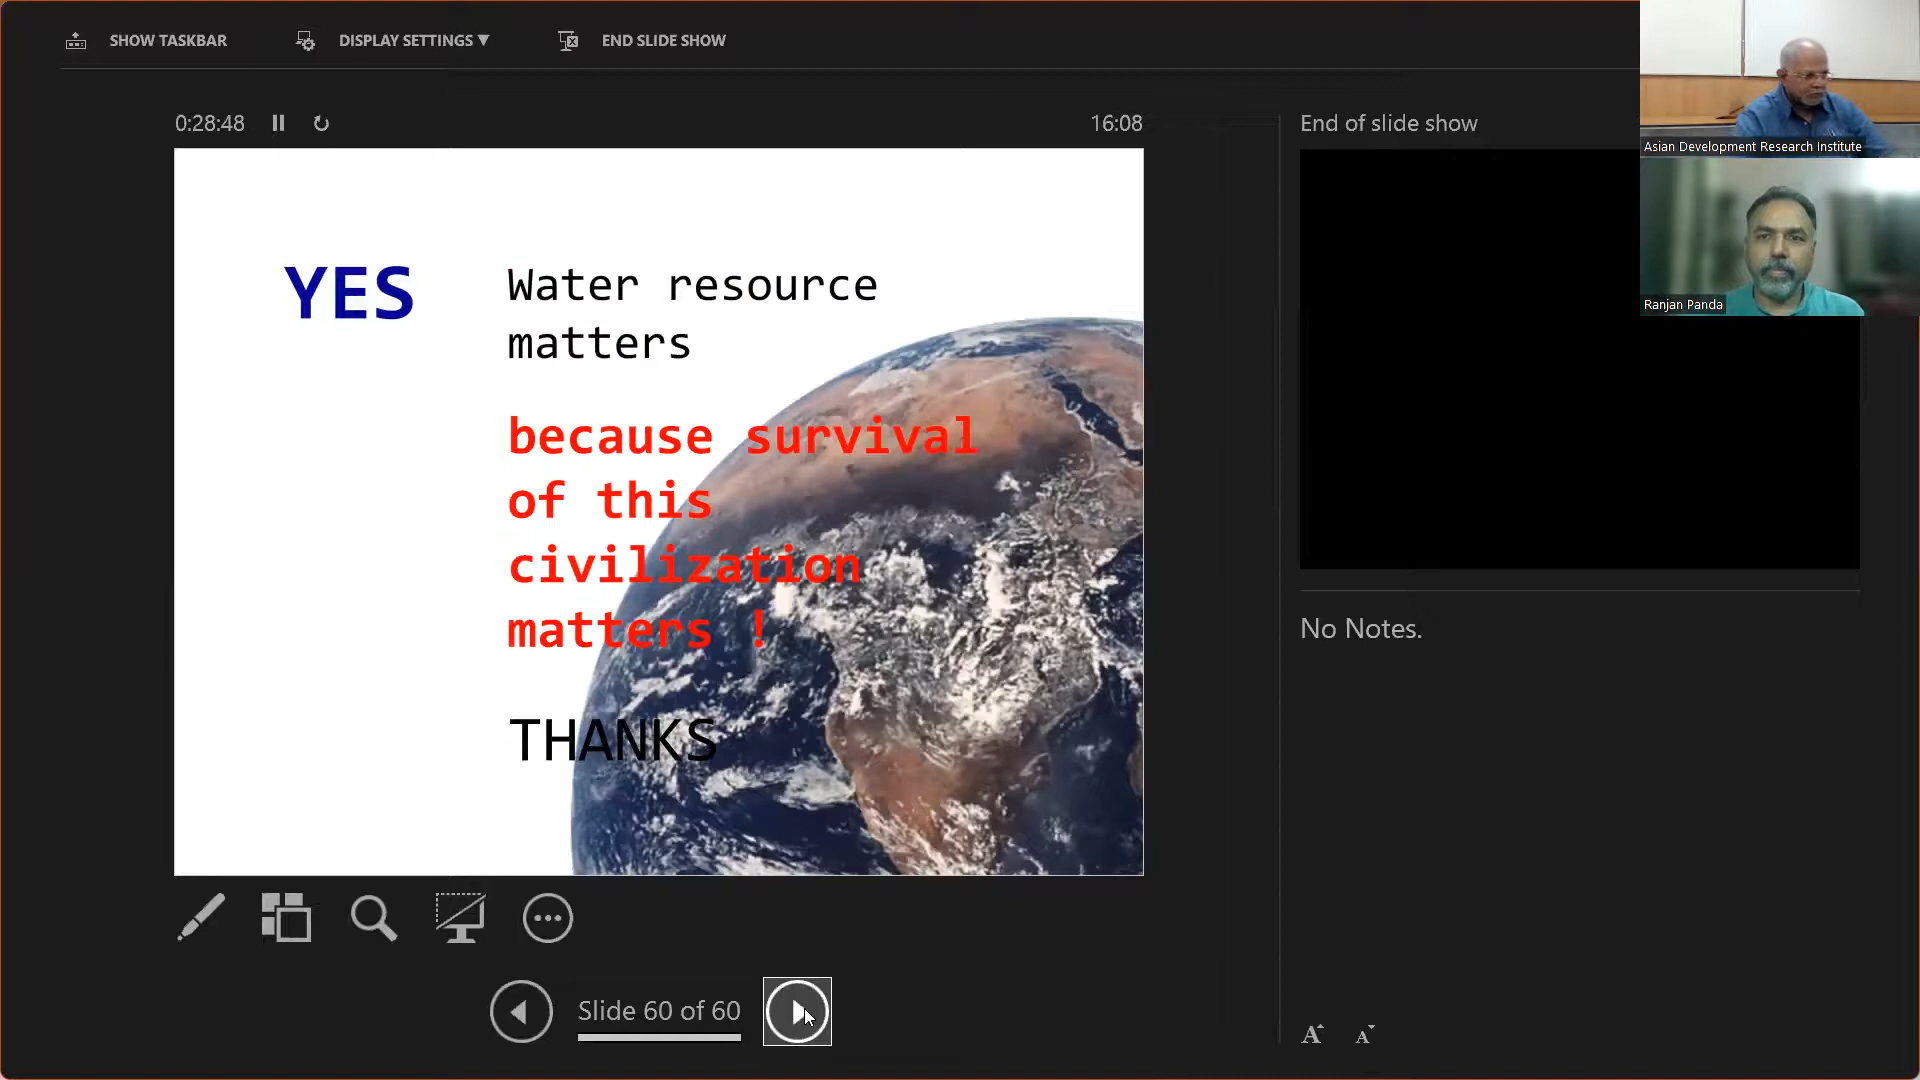 SHOW TASKBAR
DISPLAY SETTINGS ▼
END SLIDE SHOW
0:28:48
16:08
End of slide show
Asian Development Research Institute
Ranjan Panda
YES
Water resource
matters
because survival
of this
civilization
matters !
THANKS
No Notes.
Slide 60 of 60
A A